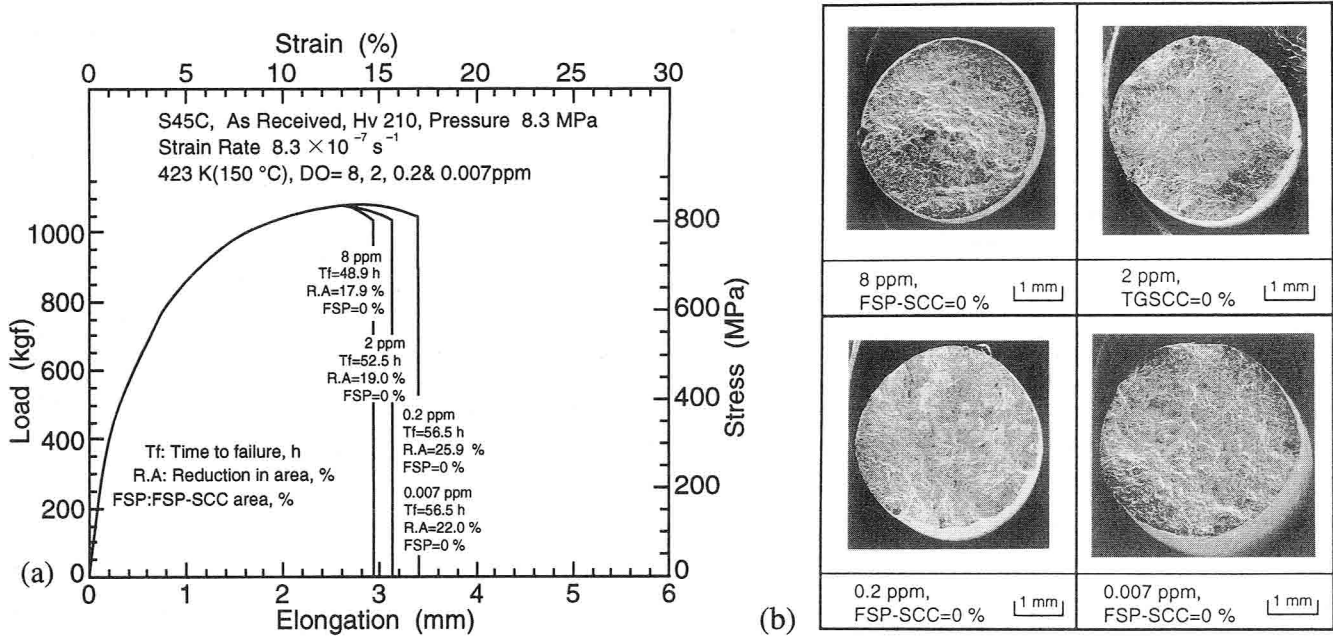 Strain (%)
0 5 10 15 20 25 30
S45C, As Received, Hv 210, Pressure 8.3 MPa
Strain Rate 8.3 × 10⁻⁷ s⁻¹
423 K(150 °C), DO= 8, 2, 0.2& 0.007ppm
1000
800
600
400
200
0
Load (kgf)
800
600
400
200
0
Stress (MPa)
8 ppm
Tf=48.9 h
R.A=17.9 %
FSP=0 %
2 ppm
Tf=52.5 h
R.A=19.0 %
FSP=0 %
0.2 ppm
Tf=56.5 h
R.A=25.9 %
FSP=0 %
0.007 ppm
Tf=56.5 h
R.A=22.0 %
FSP=0 %
Tf: Time to failure, h
R.A: Reduction in area, %
FSP:FSP-SCC area, %
(a)
0 1 2 3 4 5 6
Elongation (mm)
8 ppm,
FSP-SCC=0 %
1 mm
2 ppm,
TGSCC=0 %
1 mm
0.2 ppm,
FSP-SCC=0 %
1 mm
0.007 ppm,
FSP-SCC=0 %
1 mm
(b)